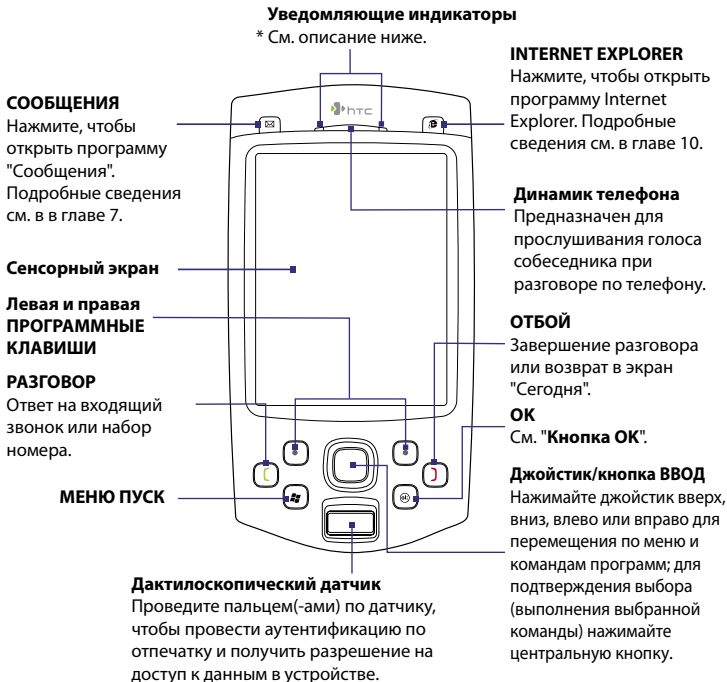 Уведомляющие индикаторы
* См. описание ниже.
СООБЩЕНИЯ
Нажмите, чтобы
открыть программу
"Сообщения".
Подробные сведения
см. в в главе 7.
Сенсорный экран
Левая и правая
ПРОГРАММНЫЕ
КЛАВИШИ
РАЗГОВОР
Ответ на входящий
звонок или набор
номера.
МЕНЮ ПУСК
hTC
ok
INTERNET EXPLORER
Нажмите, чтобы открыть
программу Internet
Explorer. Подробные
сведения см. в главе 10.
Динамик телефона
Предназначен для
прослушивания голоса
собеседника при
разговоре по телефону.
ОТБОЙ
Завершение разговора
или возврат в экран
"Сегодня".
OK
См. "Кнопка OK".
Джойстик/кнопка ВВОД
Нажимайте джойстик вверх,
вниз, влево или вправо для
перемещения по меню и
командам программ; для
подтверждения выбора
(выполнения выбранной
команды) нажимайте
центральную кнопку.
Дактилоскопический датчик
Проведите пальцем(-ами) по датчику,
чтобы провести аутентификацию по
отпечатку и получить разрешение на
доступ к данным в устройстве.